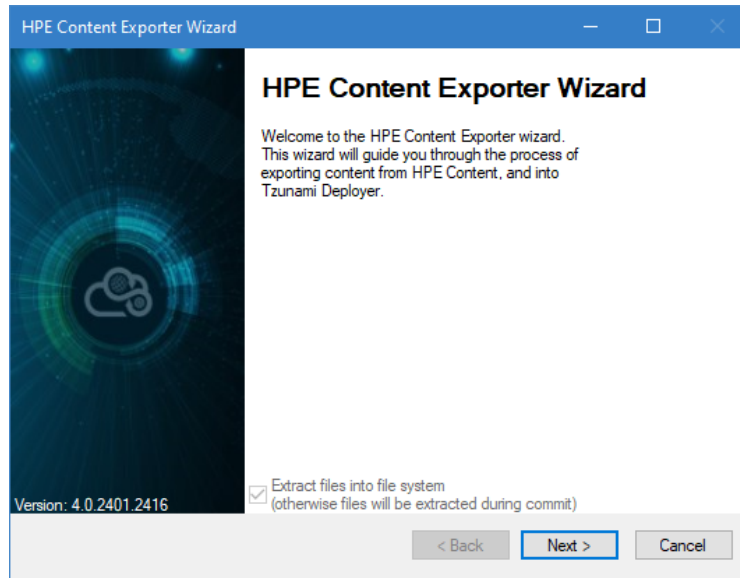 HPE Content Exporter Wizard
HPE Content Exporter Wizard
Welcome to the HPE Content Exporter wizard.
This wizard will guide you through the process of
exporting content from HPE Content, and into
Tzunami Deployer.
Extract files into file system
(otherwise files will be extracted during commit)
Version: 4.0.2401.2416
< Back
Next >
Cancel